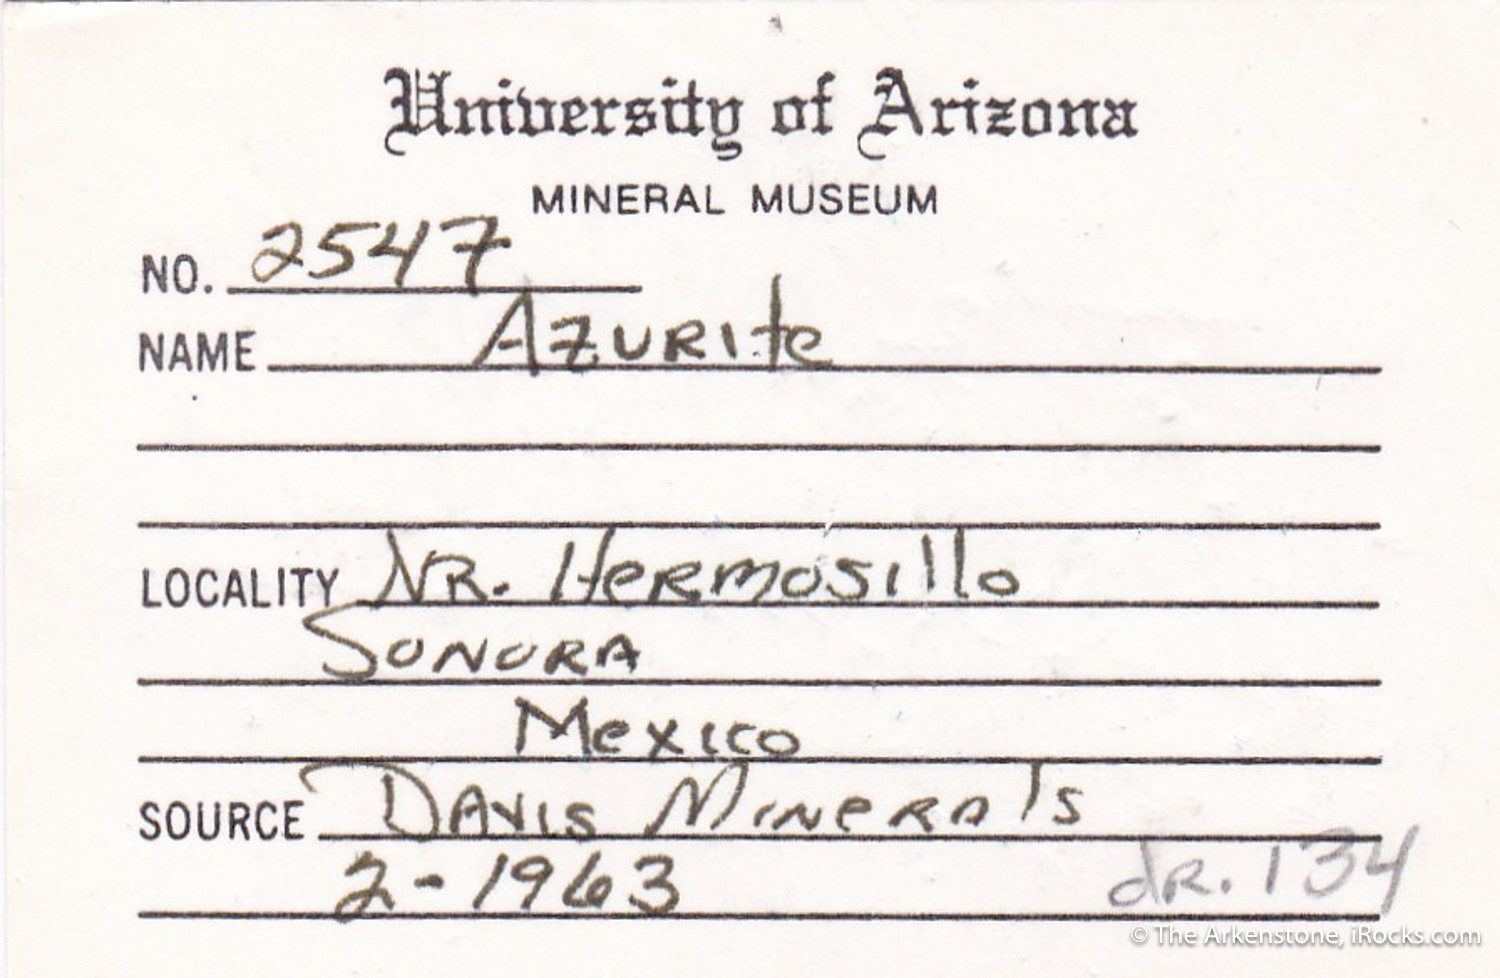 University of Arizona
MINERAL MUSEUM
NO. 2547
NAME Azurite
LOCALITY NR. Hermosillo
Sonora
Mexico
SOURCE Davis Minerals
2-1963 dr. 134
© The Arkenstone, iRocks.com